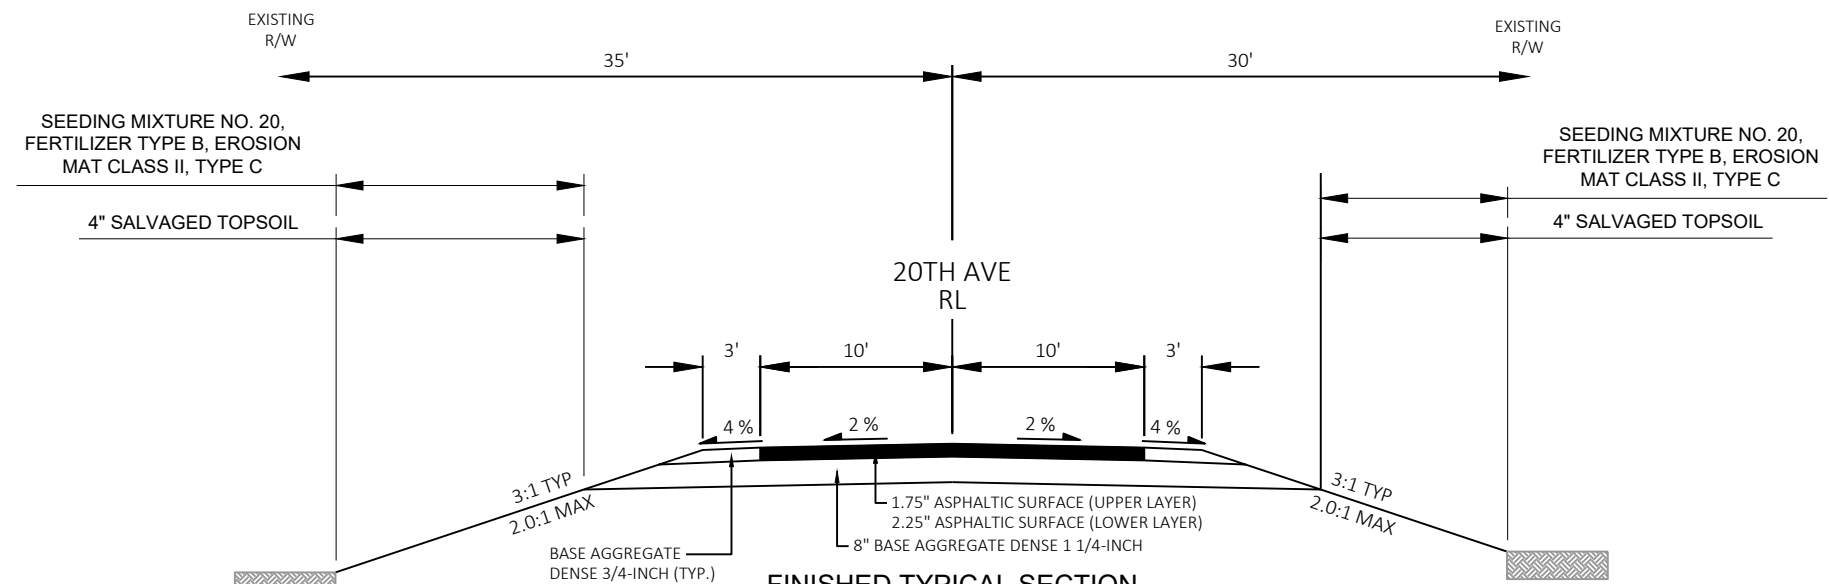 EXISTING
R/W
EXISTING
R/W
35'
30'
SEEDING MIXTURE NO. 20,
FERTILIZER TYPE B, EROSION
MAT CLASS II, TYPE C
4" SALVAGED TOPSOIL
SEEDING MIXTURE NO. 20,
FERTILIZER TYPE B, EROSION
MAT CLASS II, TYPE C
4" SALVAGED TOPSOIL
20TH AVE
RL
3'
10'
10'
3'
4 %
2 %
2 %
4 %
3:1 TYP
2.0:1 MAX
3:1 TYP
2.0:1 MAX
1.75" ASPHALTIC SURFACE (UPPER LAYER)
2.25" ASPHALTIC SURFACE (LOWER LAYER)
8" BASE AGGREGATE DENSE 1 1/4-INCH
BASE AGGREGATE
DENSE 3/4-INCH (TYP.)
FINISHED TYPICAL SECTION